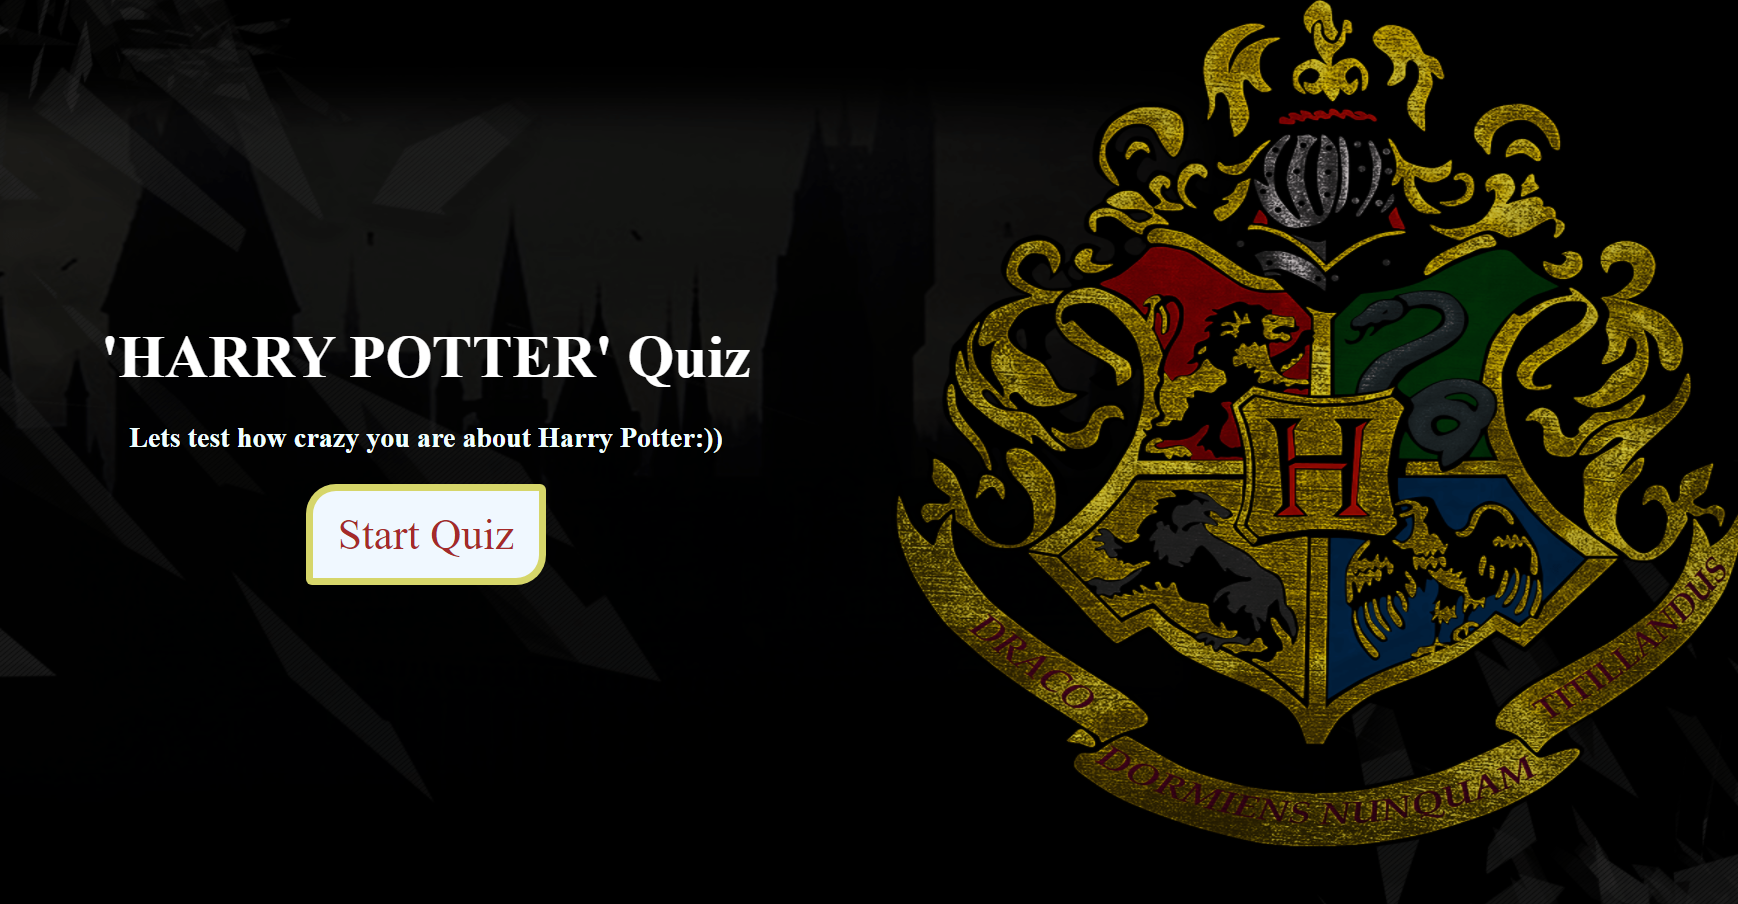 'HARRY POTTER' Quiz
Lets test how crazy you are about Harry Potter:))
Start Quiz
H
DRACO
DORMIENS NUNQUAM
TITILLANDUS